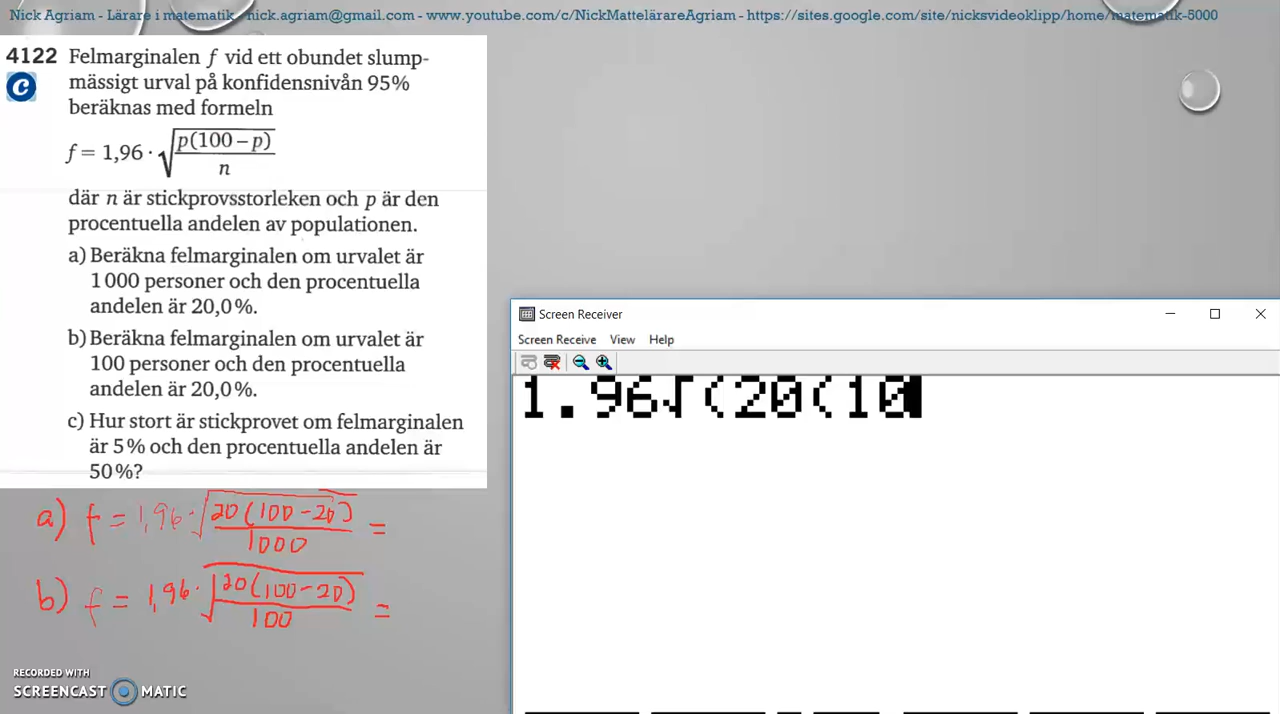 Nick Agriam - Lärare i matematik - nick.agriam@gmail.com - www.youtube.com/c/NickMattelärareAgriam - https://sites.google.com/site/nicksvideoklipp/home/matematik-5000
4122 Felmarginalen f vid ett obundet slump-
mässigt urval på konfidensnivån 95%
beräknas med formeln
f = 1,96 · √(p(100 – p)/n)
där n är stickprovsstorleken och p är den
procentuella andelen av populationen.
a) Beräkna felmarginalen om urvalet är
1 000 personer och den procentuella
andelen är 20,0%.
b) Beräkna felmarginalen om urvalet är
100 personer och den procentuella
andelen är 20,0%.
c) Hur stort är stickprovet om felmarginalen
är 5% och den procentuella andelen är
50%?
a) f = 1,96 · √(20(100-20)/1000) =
b) f = 1,96 · √(20(100-20)/100) =
Screen Receiver
Screen Receive View Help
1.96√(20(10
RECORDED WITH
SCREENCAST MATIC